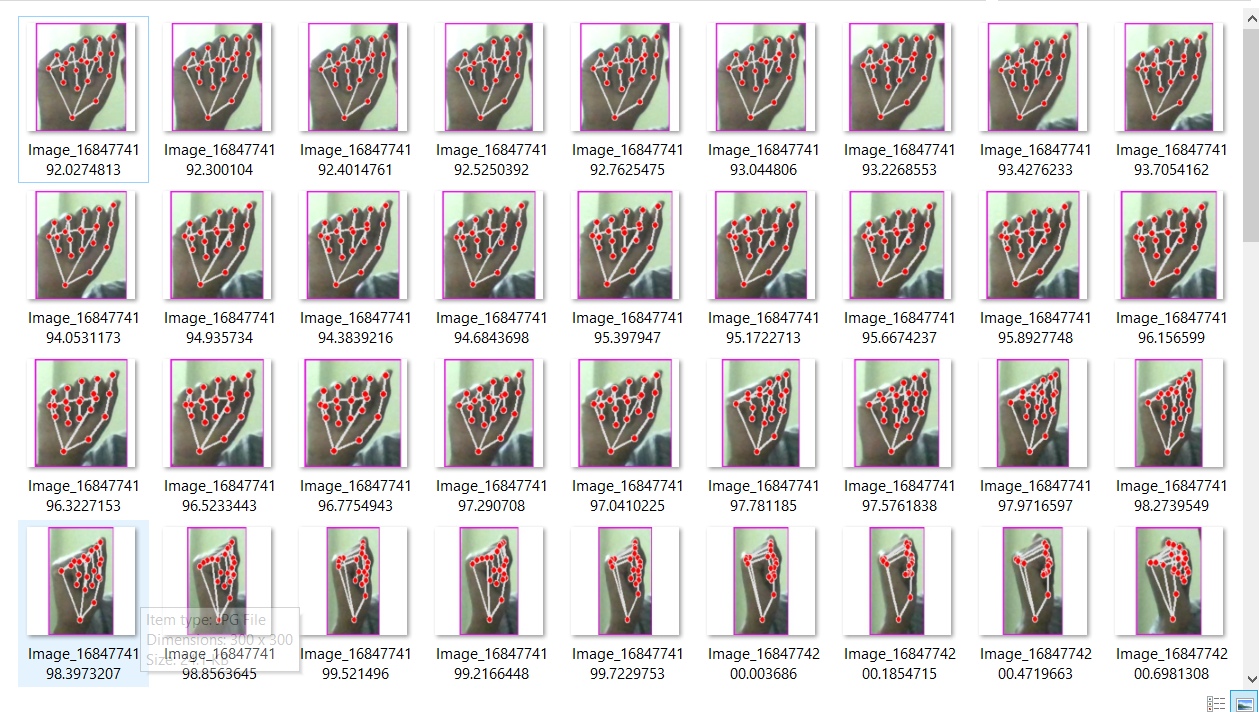 Image_16847741
92.0274813
Image_16847741
92.300104
Image_16847741
92.4014761
Image_16847741
92.5250392
Image_16847741
92.7625475
Image_16847741
93.044806
Image_16847741
93.2268553
Image_16847741
93.4276233
Image_16847741
93.7054162
Image_16847741
94.0531173
Image_16847741
94.935734
Image_16847741
94.3839216
Image_16847741
94.6843698
Image_16847741
95.397947
Image_16847741
95.1722713
Image_16847741
95.6674237
Image_16847741
95.8927748
Image_16847741
96.156599
Image_16847741
96.3227153
Image_16847741
96.5233443
Image_16847741
96.7754943
Image_16847741
97.290708
Image_16847741
97.0410225
Image_16847741
97.781185
Image_16847741
97.5761838
Image_16847741
97.9716597
Image_16847741
98.2739549
Image_16847741
98.3973207
Image_16847741
98.8563645
Image_16847741
99.521496
Image_16847741
99.2166448
Image_16847741
99.7229753
Image_16847742
00.003686
Image_16847742
00.1854715
Image_16847742
00.4719663
Image_16847742
00.6981308
Item type: JPG File
Dimensions: 300 x 300
Size: 24.1 KB